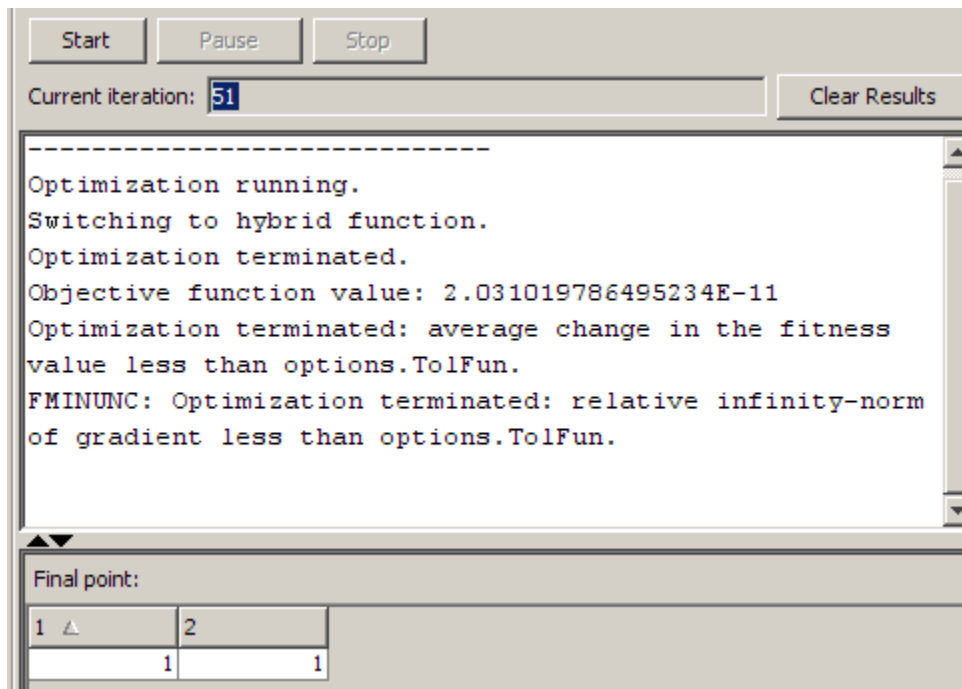 Start Pause Stop
Current iteration: 51 Clear Results
-----------------------------
Optimization running.
Switching to hybrid function.
Optimization terminated.
Objective function value: 2.031019786495234E-11
Optimization terminated: average change in the fitness
value less than options.TolFun.
FMINUNC: Optimization terminated: relative infinity-norm
of gradient less than options.TolFun.
Final point:
1 2
1 1